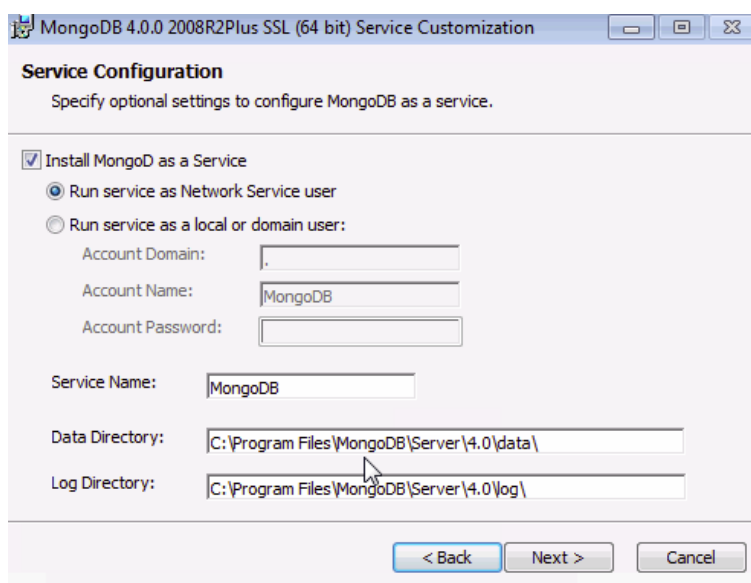 MongoDB 4.0.0 2008R2Plus SSL (64 bit) Service Customization
Service Configuration
Specify optional settings to configure MongoDB as a service.
Install MongoD as a Service
Run service as Network Service user
Run service as a local or domain user:
Account Domain: .
Account Name: MongoDB
Account Password:
Service Name: MongoDB
Data Directory: C:\Program Files\MongoDB\Server\4.0\data\
Log Directory: C:\Program Files\MongoDB\Server\4.0\log\
< Back Next > Cancel